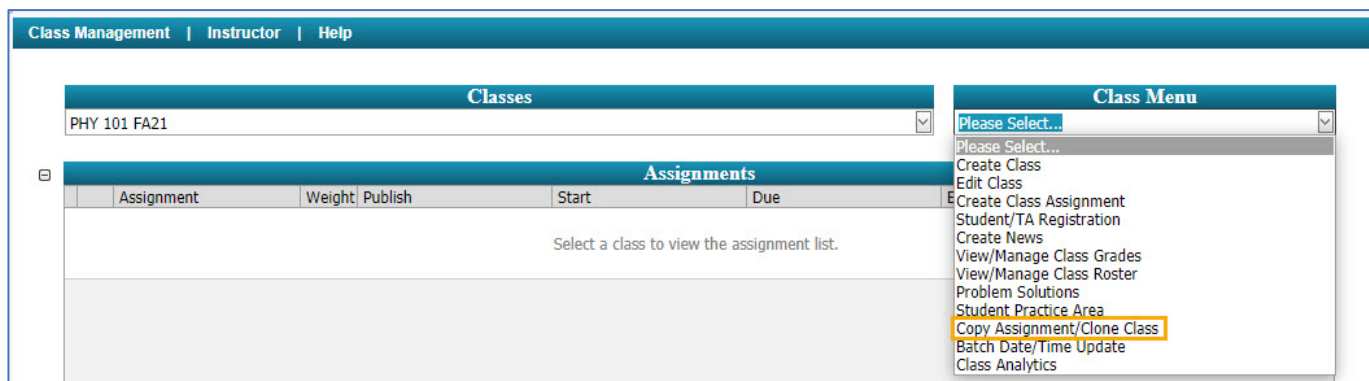 Class Management | Instructor | Help
Classes
PHY 101 FA21
Class Menu
Please Select...
Please Select...
Create Class
Edit Class
Create Class Assignment
Student/TA Registration
Create News
View/Manage Class Grades
View/Manage Class Roster
Problem Solutions
Student Practice Area
Copy Assignment/Clone Class
Batch Date/Time Update
Class Analytics
Assignments
Assignment Weight Publish Start Due
Select a class to view the assignment list.